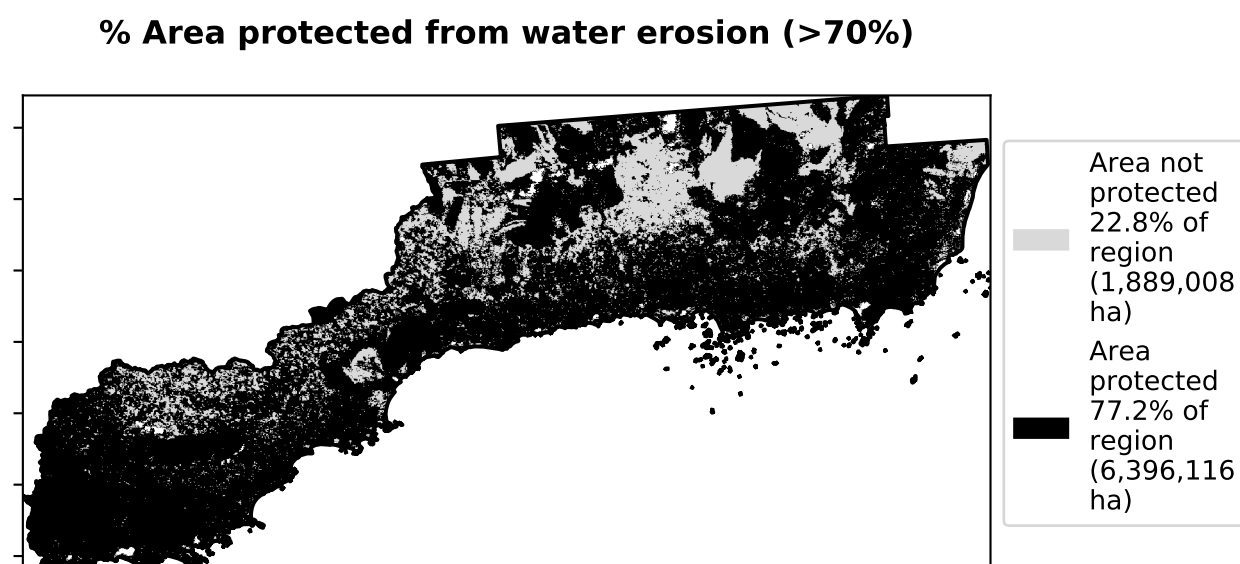 % Area protected from water erosion (>70%)
Area not
protected
22.8% of
region
(1,889,008
ha)
Area
protected
77.2% of
region
(6,396,116
ha)